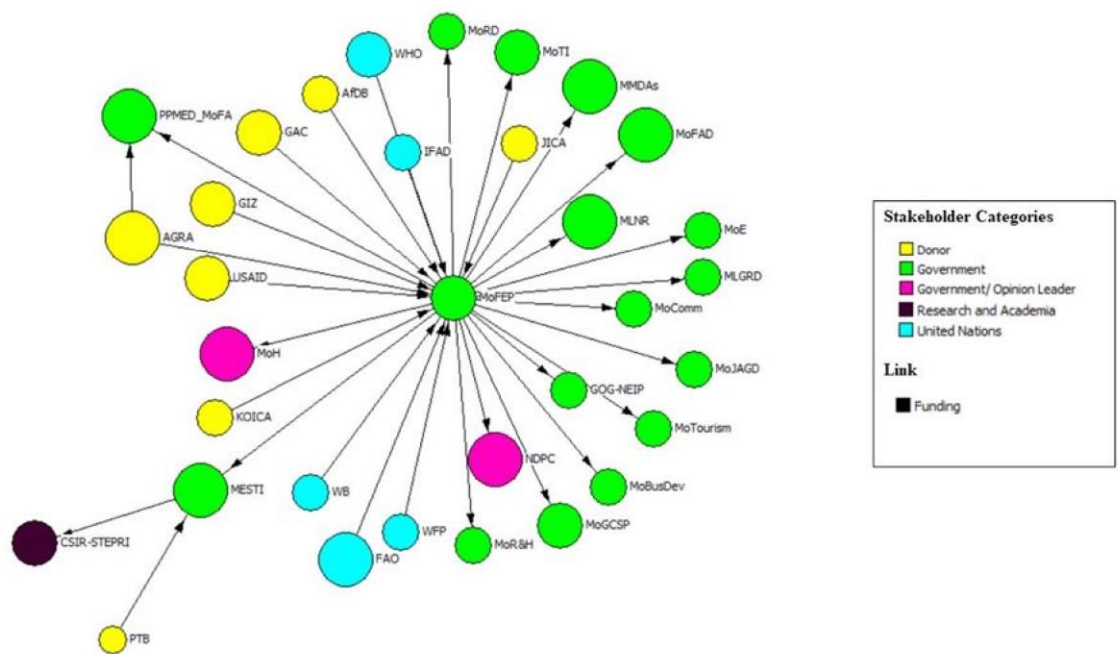 MoRD
WHO
MoTI
AfDB
MMDAs
PPMED_MoFA
GAC
MoFAD
IFAD
JICA
GIZ
AGRA
MLNR
MoE
USAID
MLGRD
MoFEP
MoComm
MoH
MoJAGD
GOG-NEIP
KOICA
MoTourism
NDPC
MESTI
WB
MoBusDev
MoGCSP
CSIR-STEPRI
FAO
WFP
MoR&H
PTB
Stakeholder Categories
Donor
Government
Government/ Opinion Leader
Research and Academia
United Nations
Link
Funding